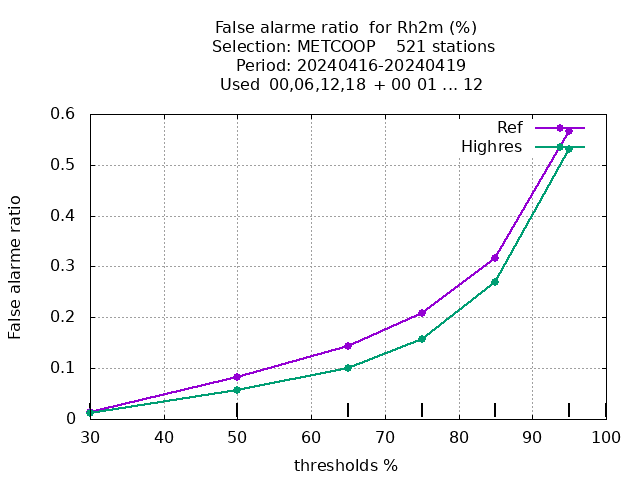 False alarme ratio  for Rh2m (%)
Selection: METCOOP    521 stations
Period: 20240416-20240419
Used  00,06,12,18  + 00 01 ... 12
Ref
Highres
False alarme ratio
0.6
0.5
0.4
0.3
0.2
0.1
0
30 40 50 60 70 80 90 100
thresholds %